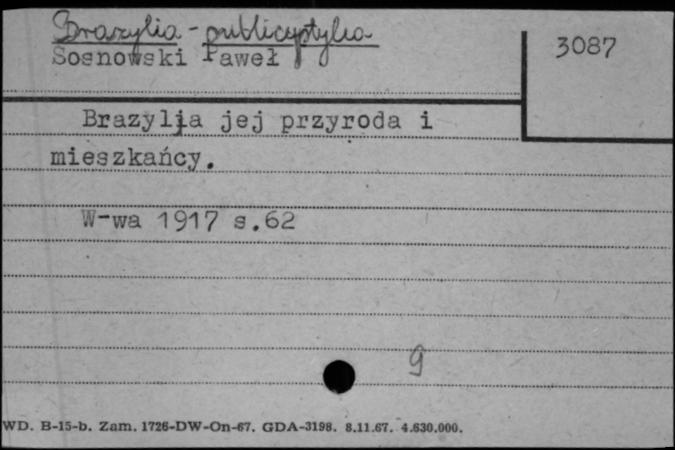 Brazylia - publicystyka
Sosnowski Paweł
3087
Brazylja jej przyroda i
mieszkańcy.
W-wa 1917 s.62
9
WD. B-15-b. Zam. 1726-DW-On-67. GDA-3198. 8.11.67. 4.630.000.